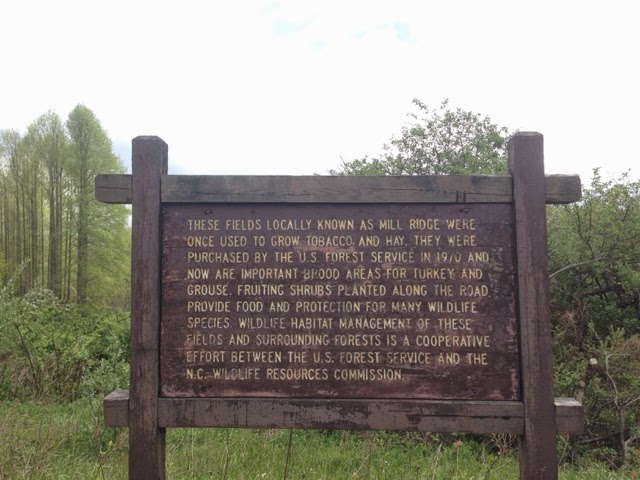 THESE FIELDS LOCALLY KNOWN AS MILL RIDGE WERE
ONCE USED TO GROW TOBACCO AND HAY. THEY WERE
PURCHASED BY THE U.S. FOREST SERVICE IN 1970 AND
NOW ARE IMPORTANT BROOD AREAS FOR TURKEY AND
GROUSE. FRUITING SHRUBS PLANTED ALONG THE ROAD
PROVIDE FOOD AND PROTECTION FOR MANY WILDLIFE
SPECIES. WILDLIFE HABITAT MANAGEMENT OF THESE
FIELDS AND SURROUNDING FORESTS IS A COOPERATIVE
EFFORT BETWEEN THE U.S. FOREST SERVICE AND THE
N.C. WILDLIFE RESOURCES COMMISSION.